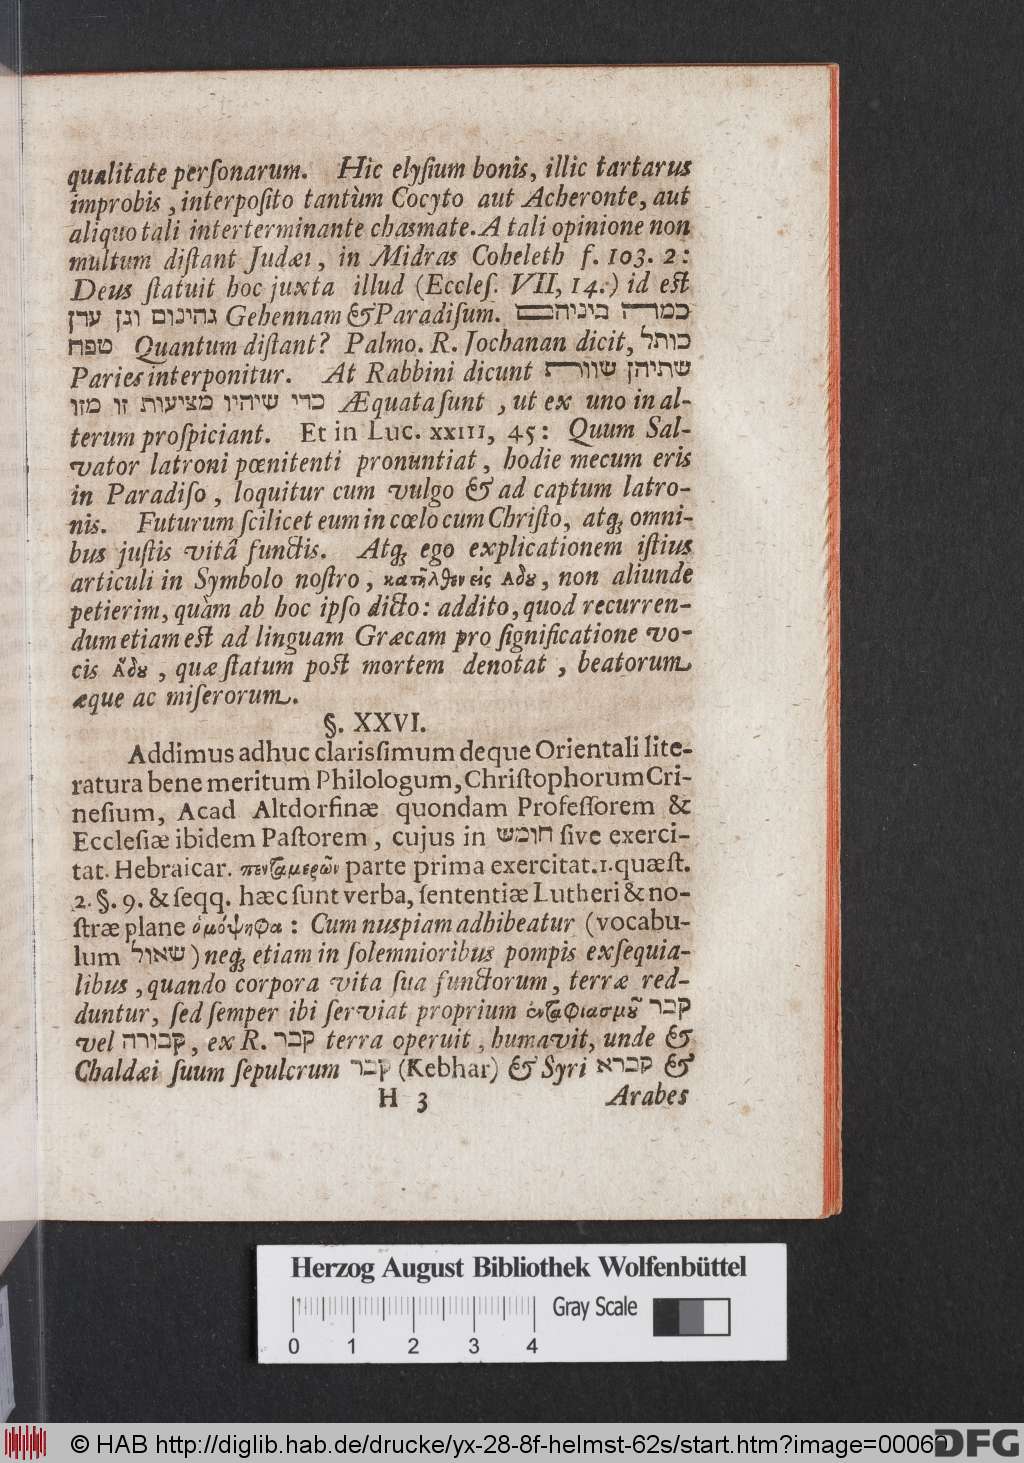 qualitate perſonarum. Hic elyſium bonis, illic tartarus
improbis, interpoſito tantùm Cocyto aut Acheronte, aut
aliquo tali interterminante chasmate. A tali opinione non
multum diſtant Judæi, in Midras Coheleth f. 103. 2:
Deus ſtatuit hoc juxta illud (Eccleſ. VII, 14.) id eſt
גהינום וגן עדן Gehennam & Paradiſum. כמה ביניהם
טפח Quantum diſtant? Palmo. R. Jochanan dicit, כותל
Paries interponitur. At Rabbini dicunt שתיהן שוות
כדי שיהיו מציעות זו מזו Æquata ſunt, ut ex uno in al-
terum proſpiciant. Et in Luc. XXIII, 45: Quum Sal-
vator latroni pœnitenti pronuntiat, hodie mecum eris
in Paradiſo, loquitur cum vulgo & ad captum latro-
nis. Futurum ſcilicet eum in cœlo cum Chriſto, atq; omni-
bus juſtis vitâ functis. Atq; ego explicationem iſtius
articuli in Symbolo noſtro, κατῆλθεν εἰς ᾅδου, non aliunde
petierim, quàm ab hoc ipſo dicto: addito, quod recurren-
dum etiam eſt ad linguam Græcam pro ſignificatione vo-
cis ᾅδου, quæ ſtatum poſt mortem denotat, beatorum
æque ac miſerorum.
§. XXVI.
Addimus adhuc clarisſimum deque Orientali lite-
ratura bene meritum Philologum, Chriſtophorum Cri-
neſium, Acad Altdorfinæ quondam Profeſſorem &
Eccleſiæ ibidem Paſtorem, cujus in חומש ſive exerci-
tat. Hebraicar. πενταμερῶν parte prima exercitat. 1. quæſt.
2. §. 9. & ſeqq. hæc ſunt verba, ſententiæ Lutheri & no-
ſtræ plane ὁμόψηφα: Cum nuspiam adhibeatur (vocabu-
lum שאול) neq; etiam in ſolemnioribus pompis exſequia-
libus, quando corpora vita ſua functorum, terræ red-
duntur, ſed ſemper ibi ſerviat proprium ἐνταφιασμοῦ קבר
vel קבורה, ex R. קבר terra operuit, humavit, unde &
Chaldæi ſuum ſepulcrum קבר (Kebhar) & Syri קברא &
H 3 Arabes
Herzog August Bibliothek Wolfenbüttel
Gray Scale
0 1 2 3 4
© HAB http://diglib.hab.de/drucke/yx-28-8f-helmst-62s/start.htm?image=00060
DFG